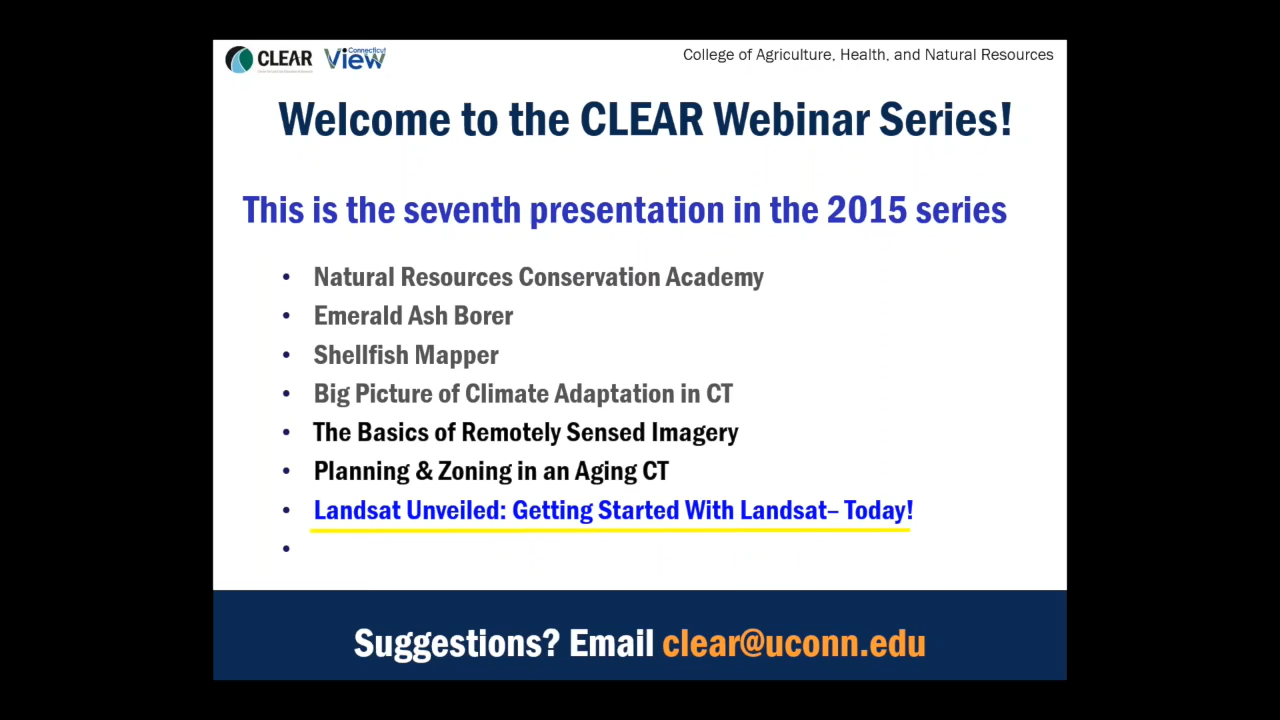 CLEAR
Connecticut
View
College of Agriculture, Health, and Natural Resources
Welcome to the CLEAR Webinar Series!
This is the seventh presentation in the 2015 series
• Natural Resources Conservation Academy
• Emerald Ash Borer
• Shellfish Mapper
• Big Picture of Climate Adaptation in CT
• The Basics of Remotely Sensed Imagery
• Planning & Zoning in an Aging CT
• Landsat Unveiled: Getting Started With Landsat– Today!
•
Suggestions? Email clear@uconn.edu